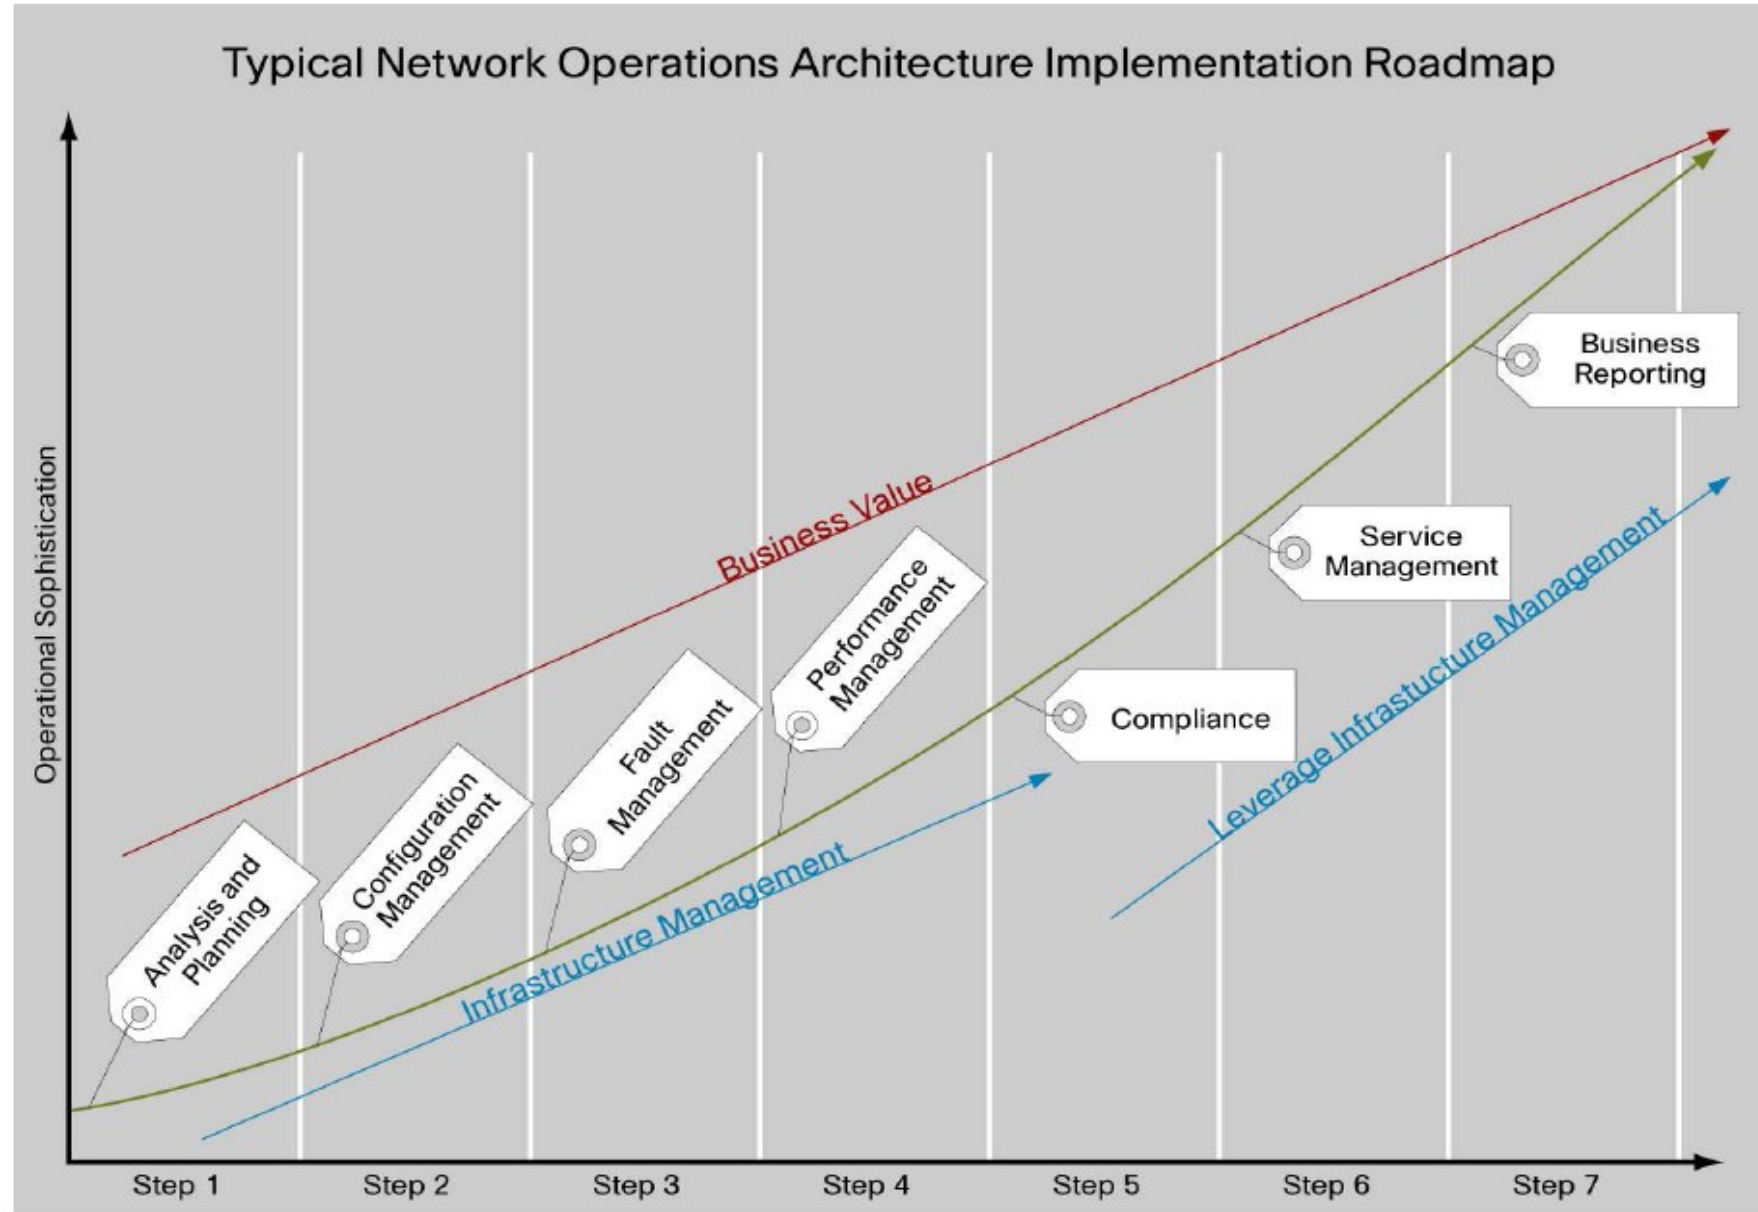 Typical Network Operations Architecture Implementation Roadmap
Operational Sophistication
Business Value
Analysis and
Planning
Configuration
Management
Fault
Management
Performance
Management
Compliance
Service
Management
Business
Reporting
Infrastructure Management
Leverage Infrastucture Management
Step 1
Step 2
Step 3
Step 4
Step 5
Step 6
Step 7